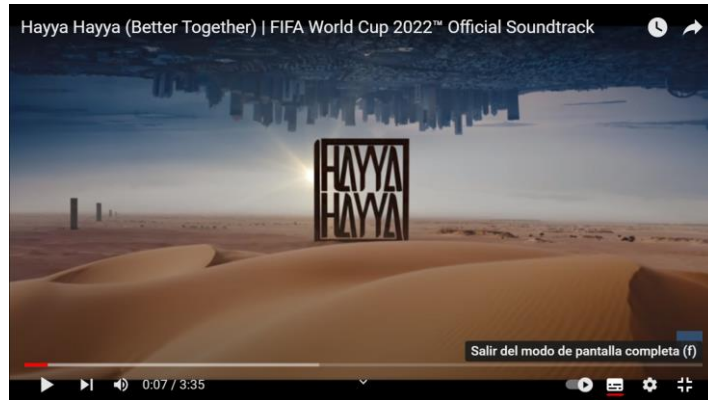 Hayya Hayya (Better Together) | FIFA World Cup 2022™ Official Soundtrack
HAYYA
HAYYA
Salir del modo de pantalla completa (f)
0:07 / 3:35